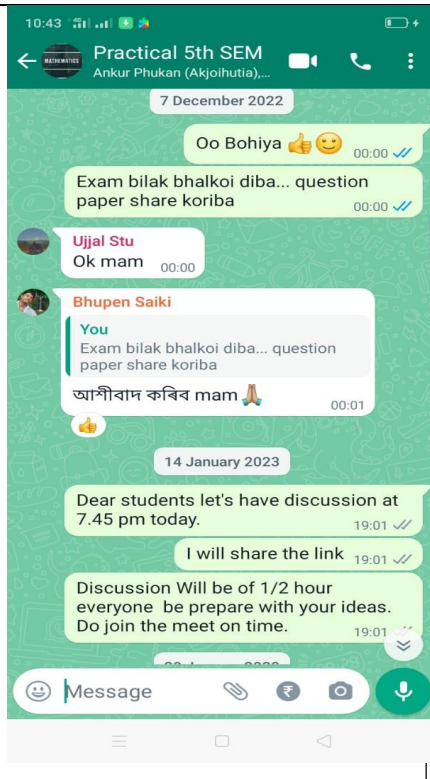 10:43
MATHEMATICS
Practical 5th SEM
Ankur Phukan (Akjoihutia),...
7 December 2022
Oo Bohiya 👍🙂 00:00
Exam bilak bhalkoi diba... question
paper share koriba 00:00
Ujjal Stu
Ok mam 00:00
Bhupen Saiki
You
Exam bilak bhalkoi diba... question
paper share koriba
আশীবাদ কৰিব mam 🙏 00:01
👍
14 January 2023
Dear students let's have discussion at
7.45 pm today. 19:01
I will share the link 19:01
Discussion Will be of 1/2 hour
everyone be prepare with your ideas.
Do join the meet on time. 19:01
Message
₹